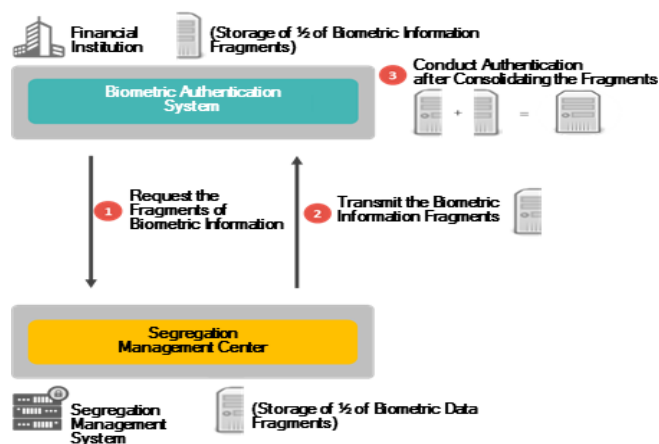 Financial
Institution
(Storage of ½ of Biometric Information
Fragments)
3
Conduct Authentication
after Consolidating the Fragments
Biometric Authentication
System
+
=
1
Request the
Fragments of
Biometric Information
2
Transmit the Biometric
Information Fragments
Segregation
Management Center
Segregation
Management
System
(Storage of ½ of Biometric Data
Fragments)